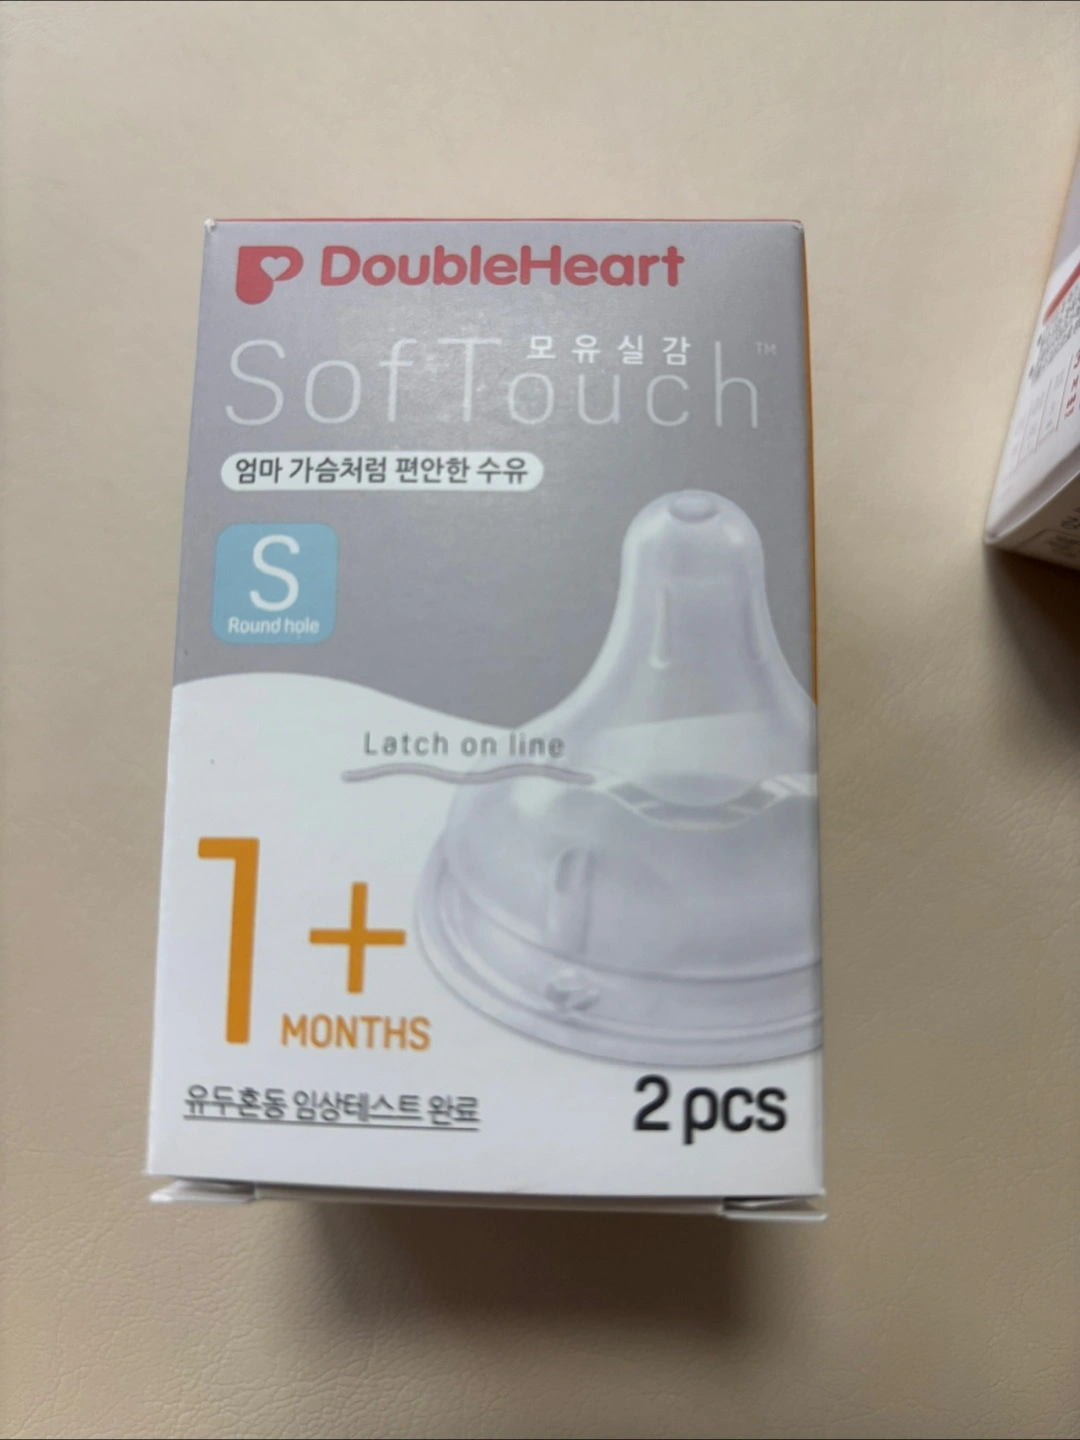 DoubleHeart
모유실감
SofTouch™
엄마 가슴처럼 편안한 수유
S
Round hole
Latch on line
1+
MONTHS
유두혼동 임상테스트 완료
2 pcs